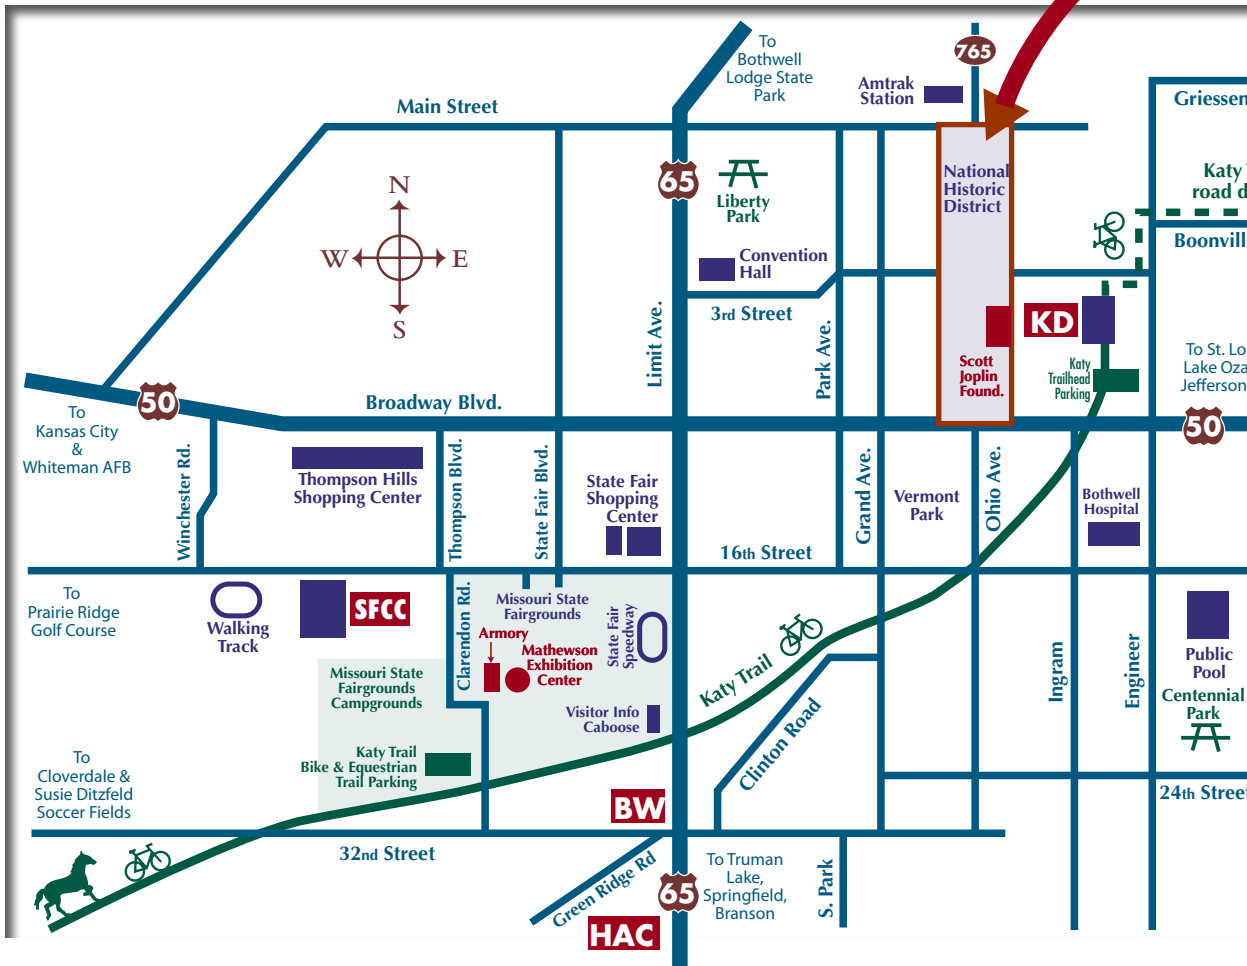 To
Bothwell
Lodge State
Park
765
Amtrak
Station
Main Street
Griessen
65
National
Historic
District
Katy
road d
N
W
E
S
Liberty
Park
Boonvill
Convention
Hall
3rd Street
Limit Ave.
Park Ave.
KD
Scott
Joplin
Found.
Katy
Trailhead
Parking
To St. Lo
Lake Oza
Jefferson
50
Broadway Blvd.
50
To
Kansas City
&
Whiteman AFB
Winchester Rd.
Thompson Hills
Shopping Center
Thompson Blvd.
State Fair Blvd.
State Fair
Shopping
Center
Grand Ave.
Vermont
Park
Ohio Ave.
Bothwell
Hospital
16th Street
To
Prairie Ridge
Golf Course
Walking
Track
SFCC
Clarendon Rd.
Missouri State
Fairgrounds
Armory
Mathewson
Exhibition
Center
State Fair
Speedway
Missouri State
Fairgrounds
Campgrounds
Visitor Info
Caboose
Katy Trail
Ingram
Engineer
Public
Pool
Centennial
Park
Katy Trail
Bike & Equestrian
Trail Parking
Clinton Road
To
Cloverdale &
Susie Ditzfeld
Soccer Fields
24th Street
BW
32nd Street
Green Ridge Rd
65
To Truman
Lake,
Springfield,
Branson
S. Park
HAC